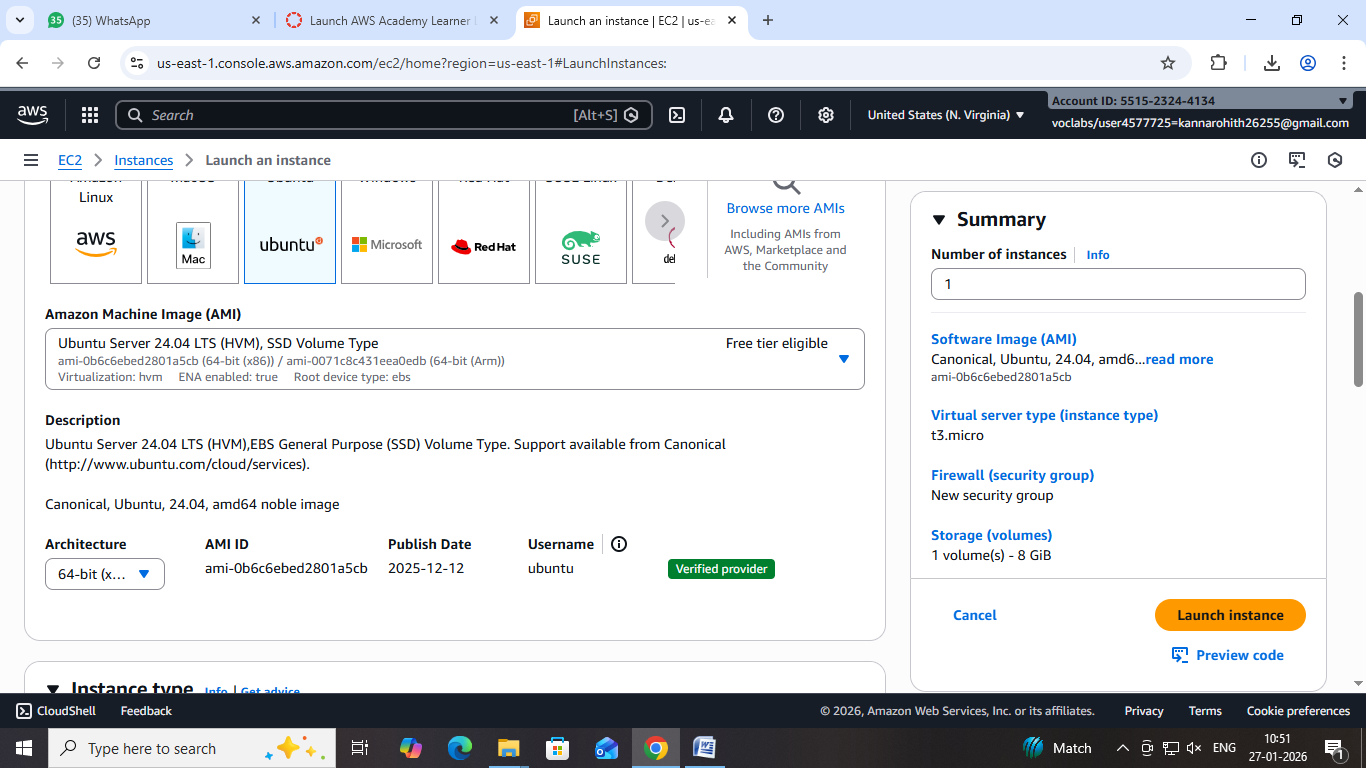 (35) WhatsApp
Launch AWS Academy Learner L
Launch an instance | EC2 | us-ea
us-east-1.console.aws.amazon.com/ec2/home?region=us-east-1#LaunchInstances:
aws
Search
[Alt+S]
United States (N. Virginia)
Account ID: 5515-2324-4134
voclabs/user4577725=kannarohith26255@gmail.com
EC2 > Instances > Launch an instance
Amazon
Linux
macOS
Ubuntu
Windows
Red Hat
SUSE Linux
aws
Mac
ubuntu
Microsoft
Red Hat
SUSE
del
Browse more AMIs
Including AMIs from
AWS, Marketplace and
the Community
Amazon Machine Image (AMI)
Ubuntu Server 24.04 LTS (HVM), SSD Volume Type
Free tier eligible
ami-0b6c6ebed2801a5cb (64-bit (x86)) / ami-0071c8c431eea0edb (64-bit (Arm))
Virtualization: hvm ENA enabled: true Root device type: ebs
Description
Ubuntu Server 24.04 LTS (HVM),EBS General Purpose (SSD) Volume Type. Support available from Canonical
(http://www.ubuntu.com/cloud/services).
Canonical, Ubuntu, 24.04, amd64 noble image
Architecture
64-bit (x...
AMI ID
ami-0b6c6ebed2801a5cb
Publish Date
2025-12-12
Username
ubuntu
Verified provider
Instance type Info | Get advice
Summary
Number of instances Info
1
Software Image (AMI)
Canonical, Ubuntu, 24.04, amd6...read more
ami-0b6c6ebed2801a5cb
Virtual server type (instance type)
t3.micro
Firewall (security group)
New security group
Storage (volumes)
1 volume(s) - 8 GiB
Cancel
Launch instance
Preview code
CloudShell
Feedback
© 2026, Amazon Web Services, Inc. or its affiliates.
Privacy
Terms
Cookie preferences
Type here to search
Match
ENG
10:51
27-01-2026
1